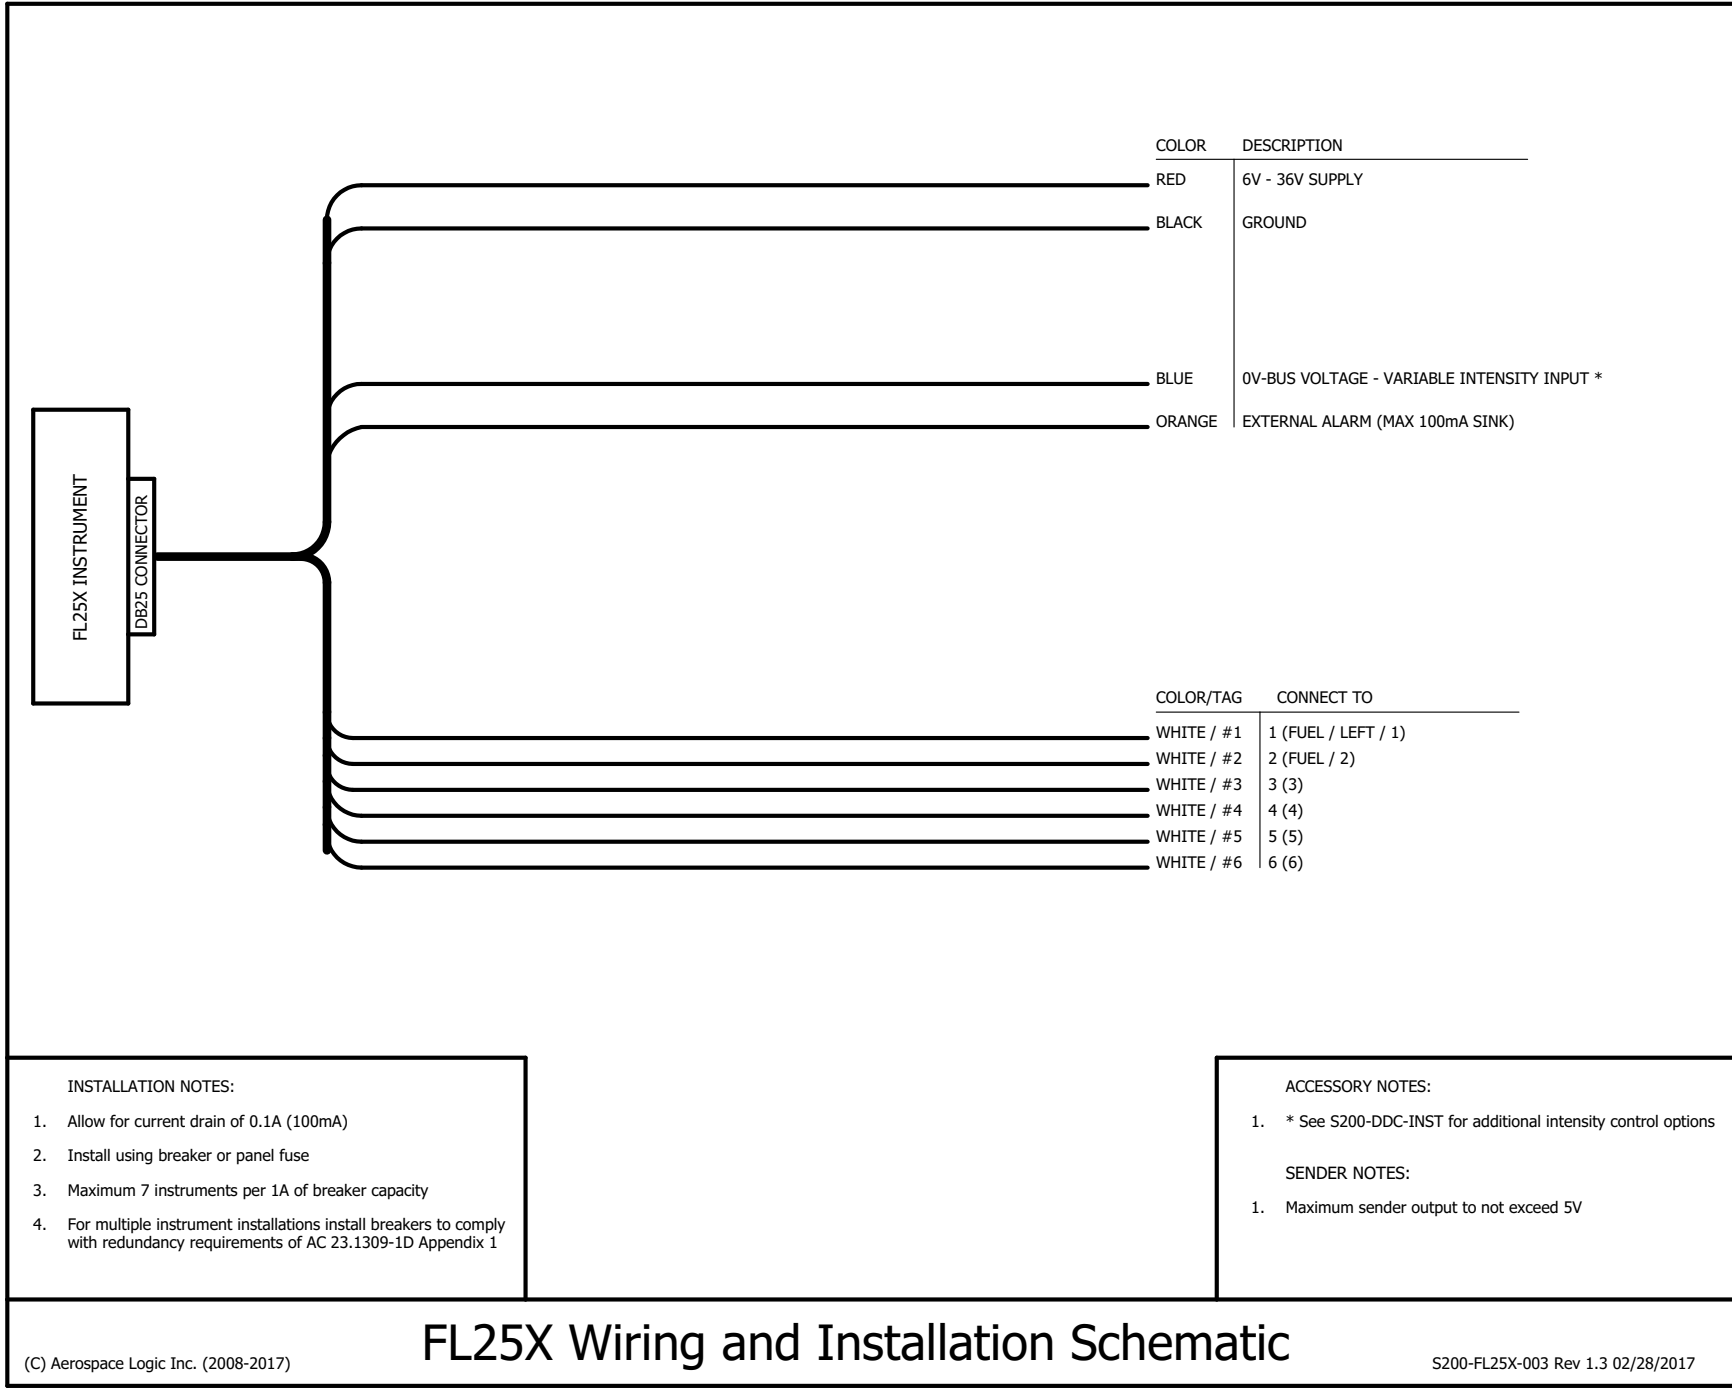 COLOR DESCRIPTION
RED 6V - 36V SUPPLY
BLACK GROUND
BLUE 0V-BUS VOLTAGE - VARIABLE INTENSITY INPUT *
ORANGE EXTERNAL ALARM (MAX 100mA SINK)
FL25X INSTRUMENT
DB25 CONNECTOR
COLOR/TAG CONNECT TO
WHITE / #1 1 (FUEL / LEFT / 1)
WHITE / #2 2 (FUEL / 2)
WHITE / #3 3 (3)
WHITE / #4 4 (4)
WHITE / #5 5 (5)
WHITE / #6 6 (6)
INSTALLATION NOTES:
1. Allow for current drain of 0.1A (100mA)
2. Install using breaker or panel fuse
3. Maximum 7 instruments per 1A of breaker capacity
4. For multiple instrument installations install breakers to comply
with redundancy requirements of AC 23.1309-1D Appendix 1
ACCESSORY NOTES:
1. * See S200-DDC-INST for additional intensity control options
SENDER NOTES:
1. Maximum sender output to not exceed 5V
(C) Aerospace Logic Inc. (2008-2017)
FL25X Wiring and Installation Schematic
S200-FL25X-003 Rev 1.3 02/28/2017